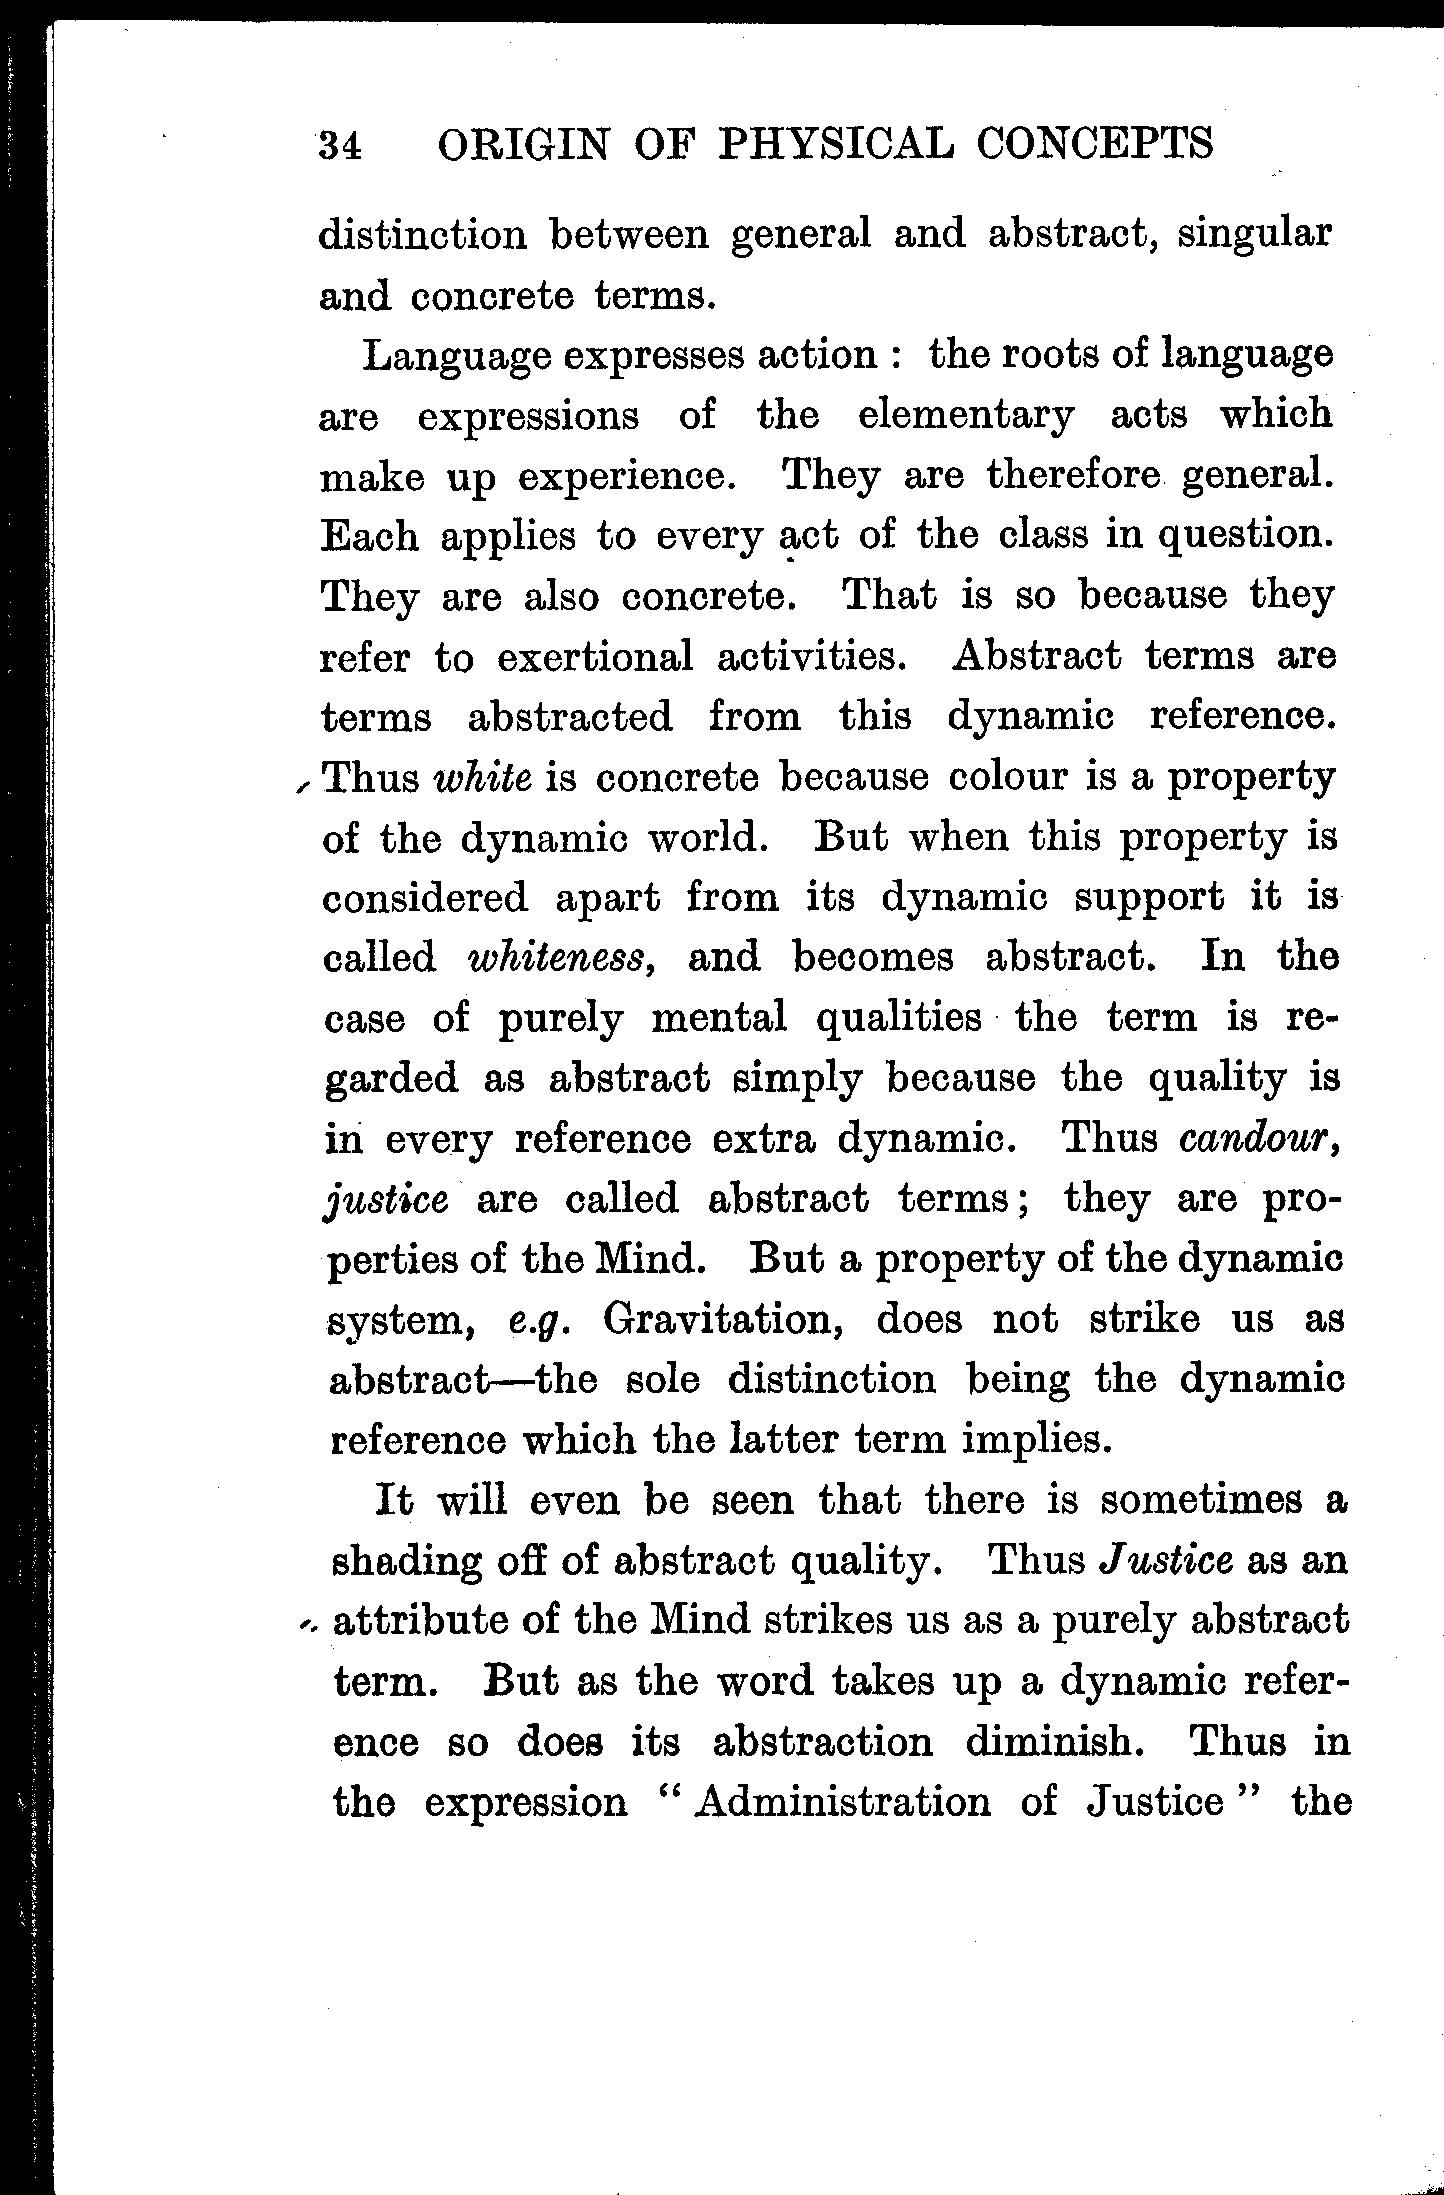 34 ORIGIN OF PHYSICAL CONCEPTS
distinction between general and abstract, singular
and concrete terms.
Language expresses action : the roots of language
are expressions of the elementary acts which
make up experience. They are therefore general.
Each applies to every act of the class in question.
They are also concrete. That is so because they
refer to exertional activities. Abstract terms are
terms abstracted from this dynamic reference.
Thus white is concrete because colour is a property
of the dynamic world. But when this property is
considered apart from its dynamic support it is
called whiteness, and becomes abstract. In the
case of purely mental qualities the term is re-
garded as abstract simply because the quality is
in every reference extra dynamic. Thus candour,
justice are called abstract terms; they are pro-
perties of the Mind. But a property of the dynamic
system, e.g. Gravitation, does not strike us as
abstract—the sole distinction being the dynamic
reference which the latter term implies.
It will even be seen that there is sometimes a
shading off of abstract quality. Thus Justice as an
attribute of the Mind strikes us as a purely abstract
term. But as the word takes up a dynamic refer-
ence so does its abstraction diminish. Thus in
the expression “ Administration of Justice ” the